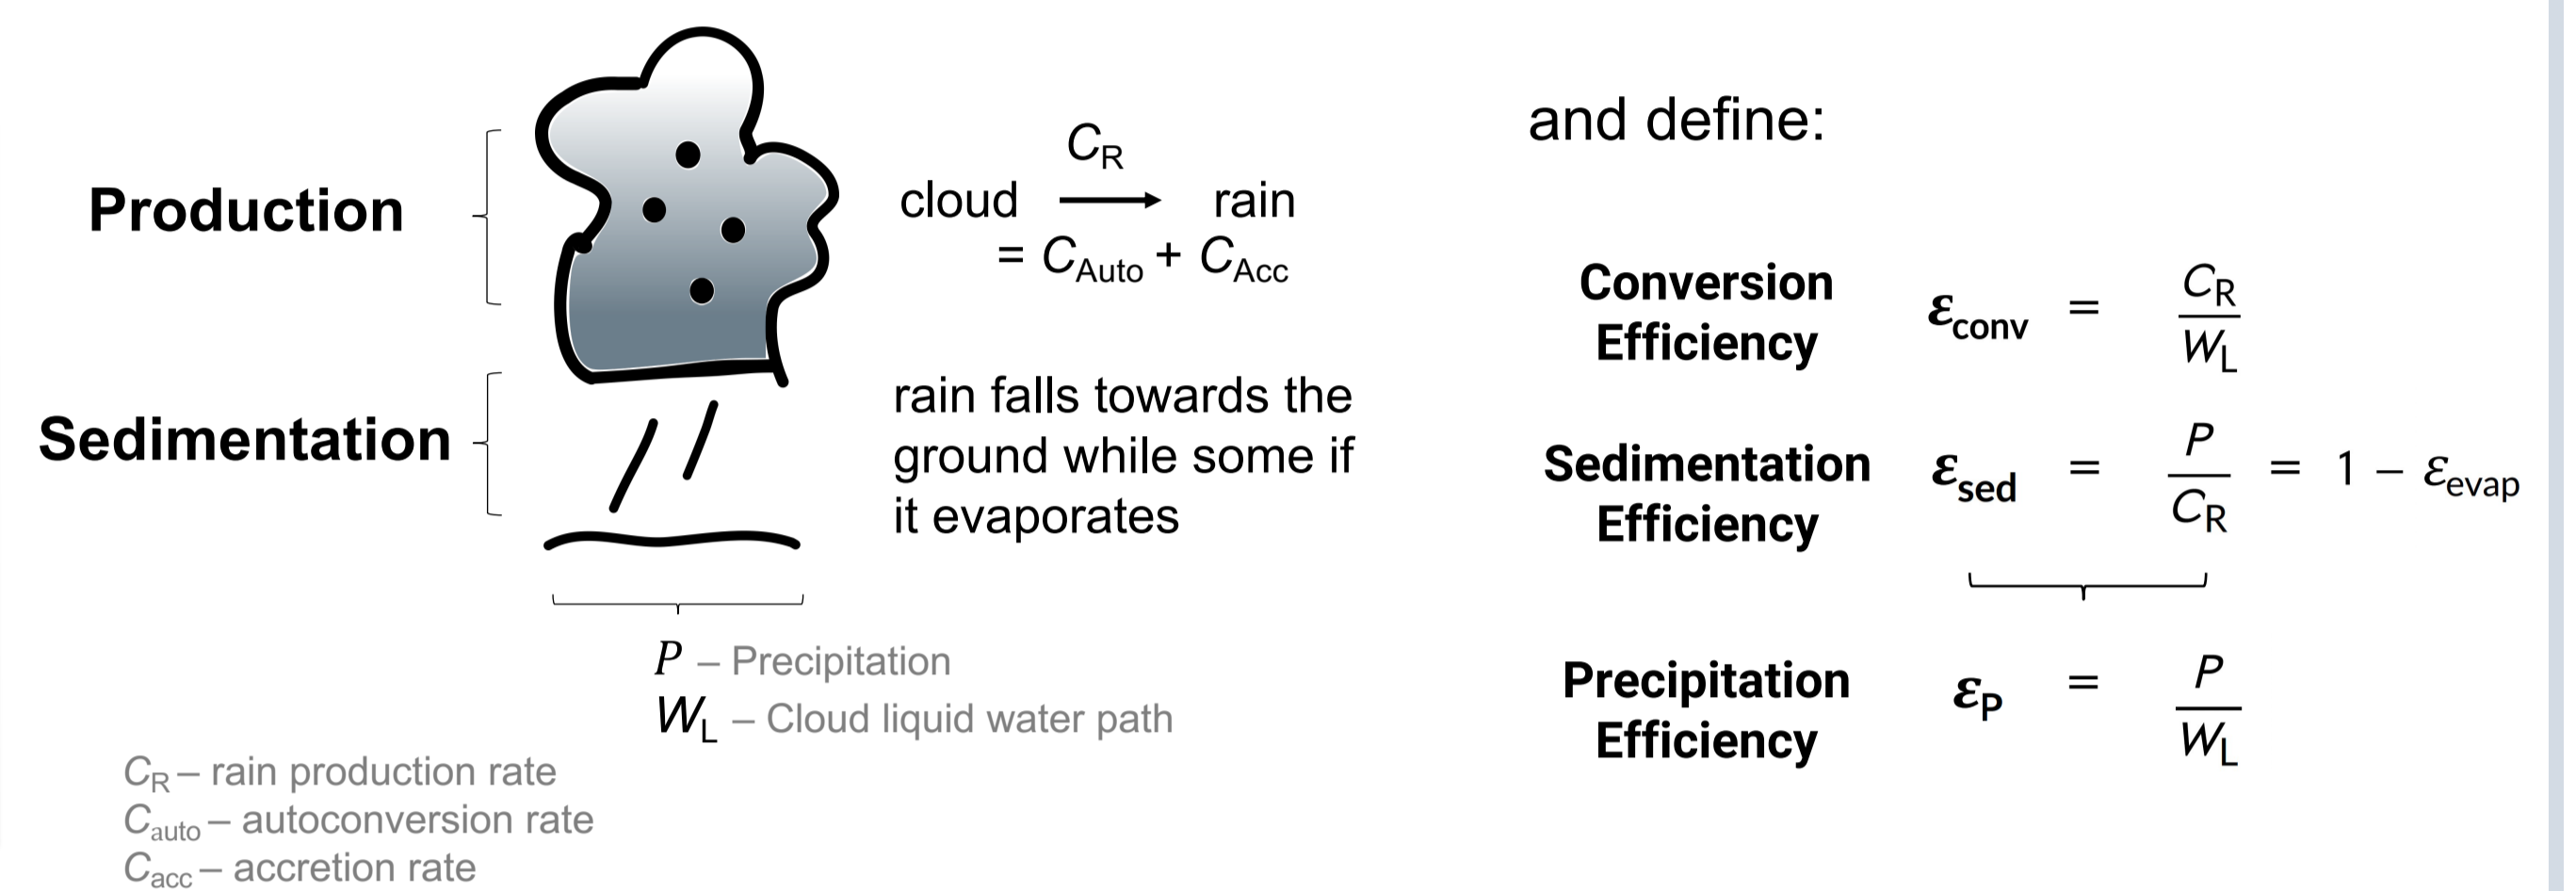 Production
C_R
cloud → rain
= C_Auto + C_Acc
Sedimentation
rain falls towards the
ground while some if
it evaporates
P – Precipitation
W_L – Cloud liquid water path
C_R – rain production rate
C_auto – autoconversion rate
C_acc – accretion rate
and define:
Conversion
Efficiency
ε_conv = C_R / W_L
Sedimentation
Efficiency
ε_sed = P / C_R = 1 – ε_evap
Precipitation
Efficiency
ε_P = P / W_L